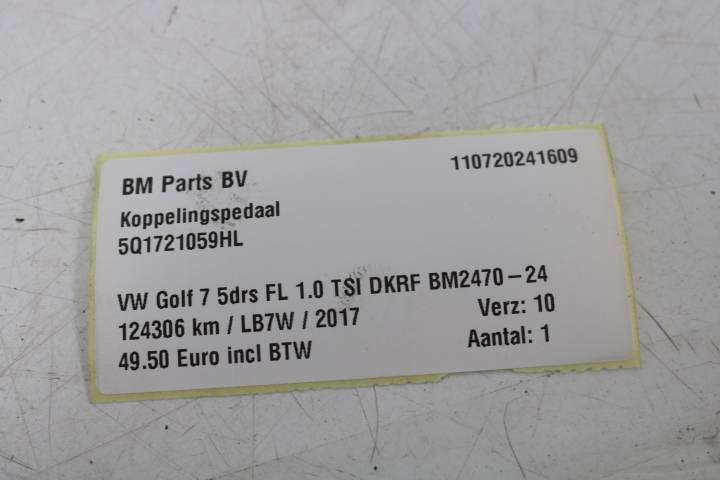 BM Parts BV 110720241609
Koppelingspedaal
5Q1721059HL
VW Golf 7 5drs FL 1.0 TSI DKRF BM2470-24
124306 km / LB7W / 2017 Verz: 10
49.50 Euro incl BTW Aantal: 1